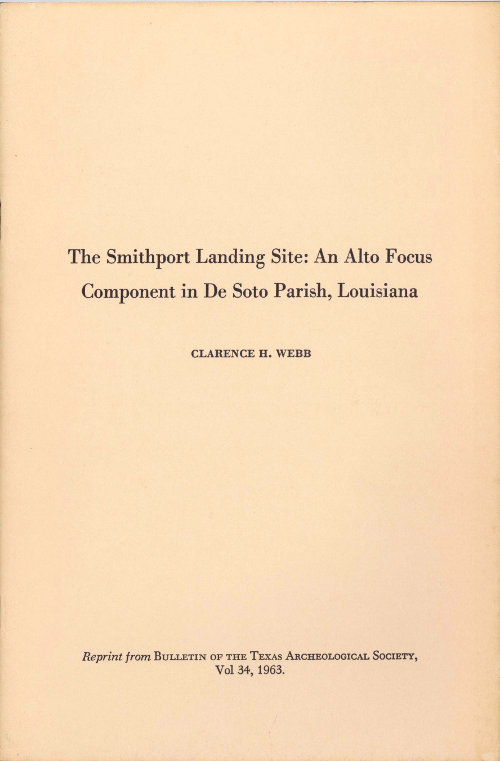 The Smithport Landing Site: An Alto Focus
Component in De Soto Parish, Louisiana
CLARENCE H. WEBB
Reprint from BULLETIN OF THE TEXAS ARCHEOLOGICAL SOCIETY,
Vol 34, 1963.